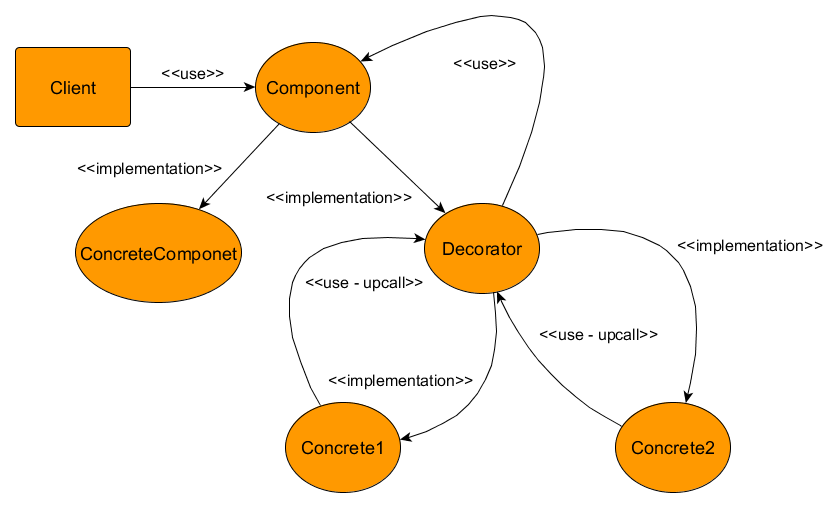 <<use>>
<<use>>
Client
Component
<<implementation>>
<<implementation>>
ConcreteComponet
Decorator
<<implementation>>
<<use - upcall>>
<<use - upcall>>
<<implementation>>
Concrete1
Concrete2